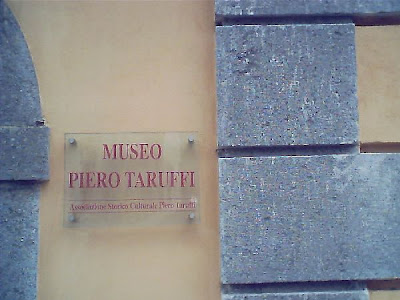 MUSEO
PIERO TARUFFI
Associazione Storico Culturale Piero Taruffi